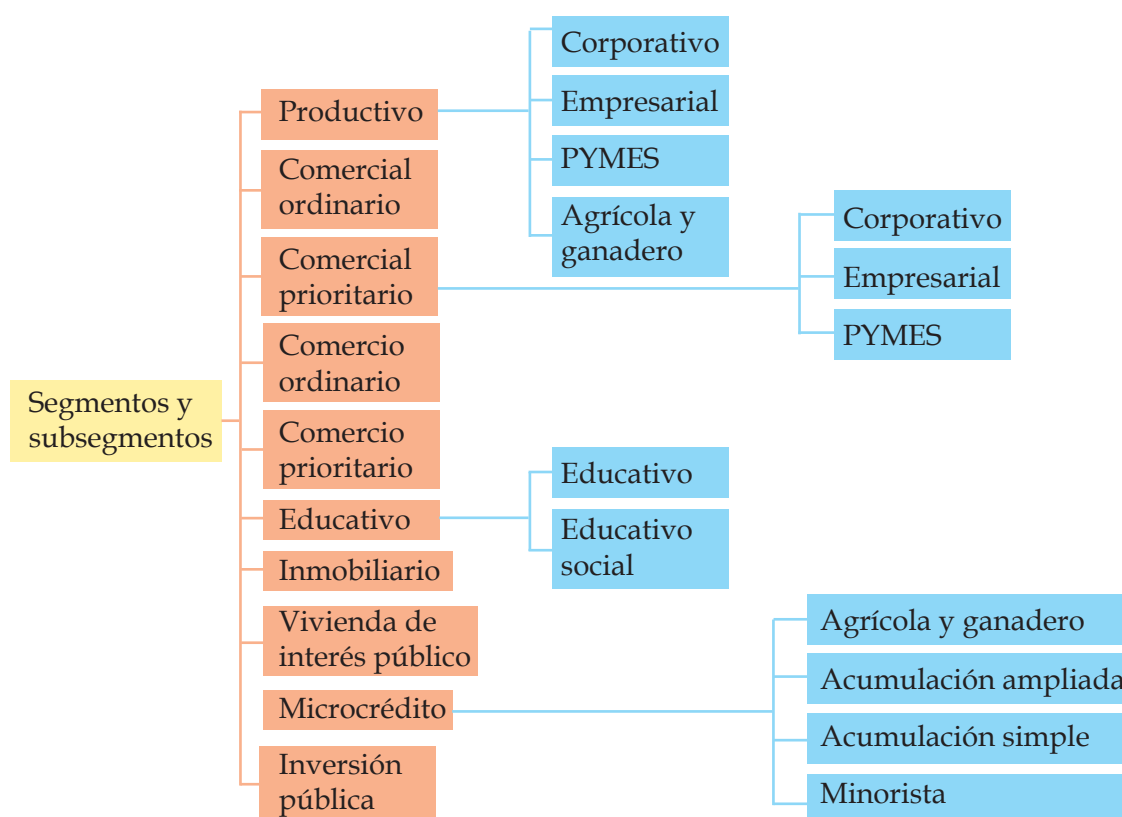 Segmentos y
subsegmentos
Productivo
Corporativo
Empresarial
PYMES
Agrícola y
ganadero
Comercial
ordinario
Comercial
prioritario
Corporativo
Empresarial
PYMES
Comercio
ordinario
Comercio
prioritario
Educativo
Educativo
Educativo
social
Inmobiliario
Vivienda de
interés público
Microcrédito
Agrícola y ganadero
Acumulación ampliada
Acumulación simple
Minorista
Inversión
pública